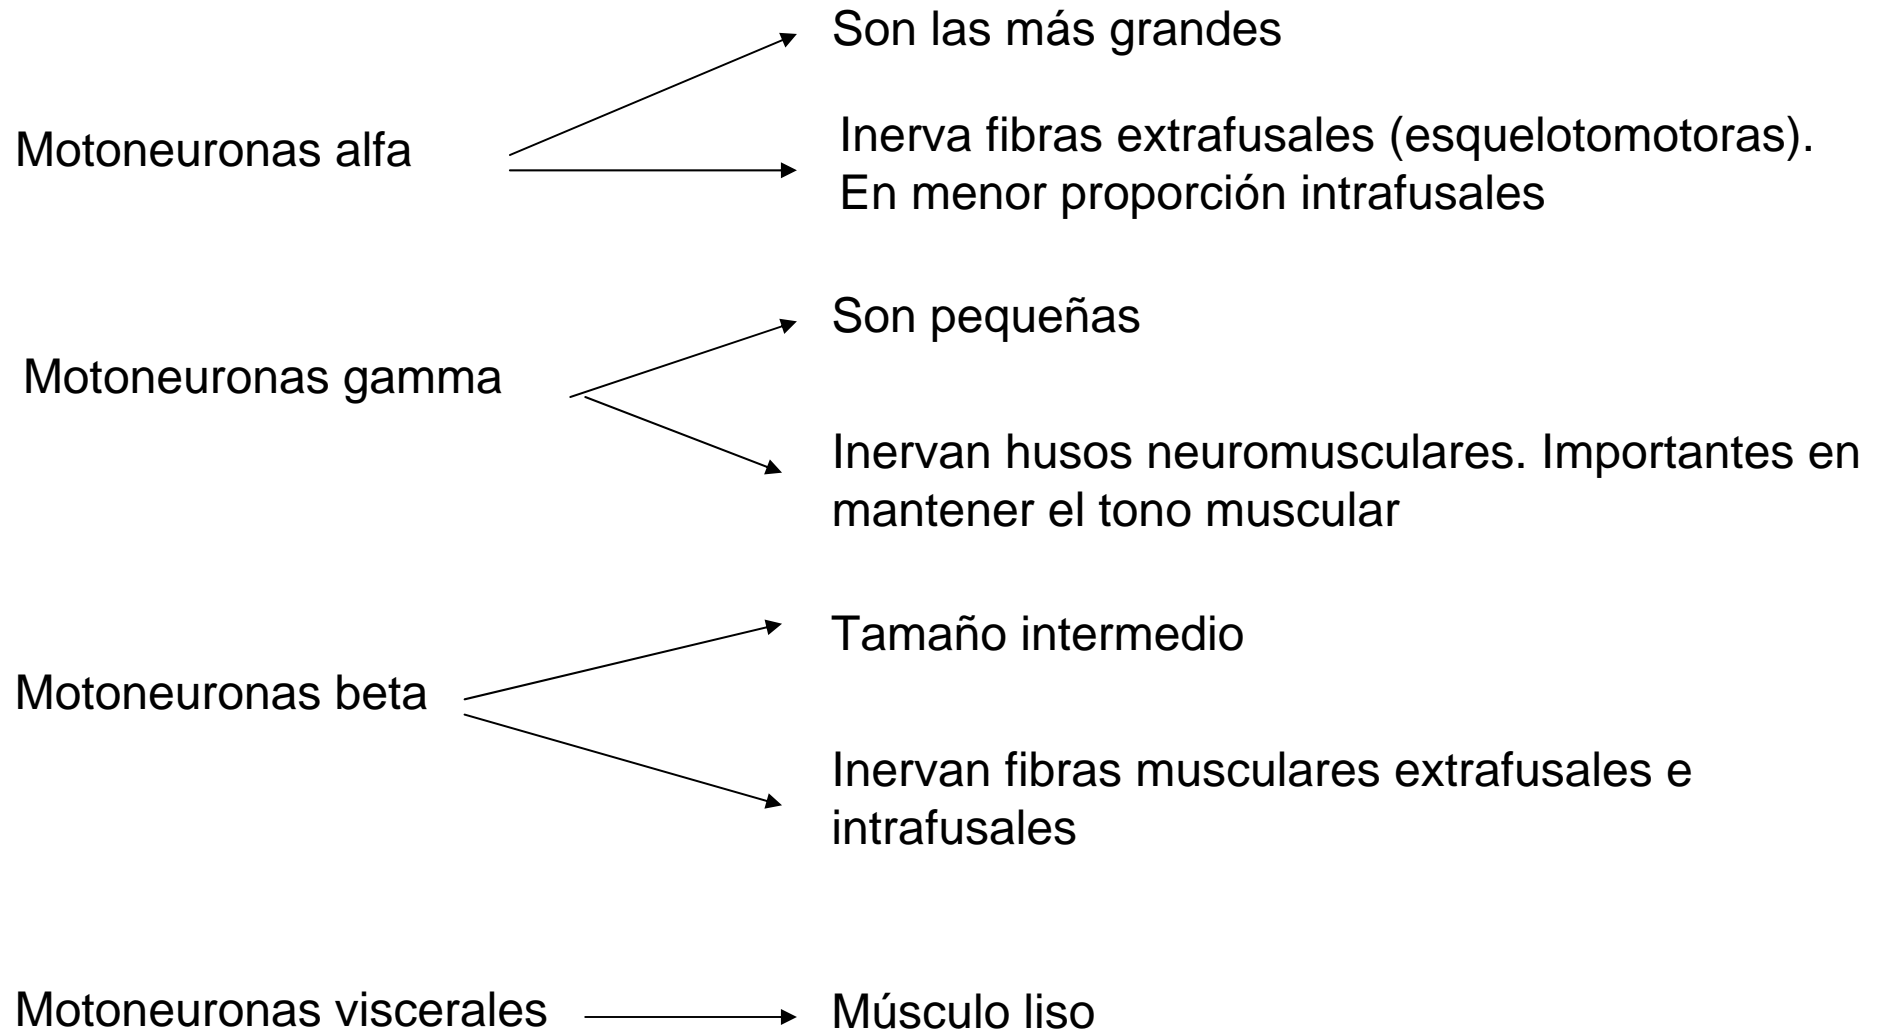 Son las más grandes
Motoneuronas alfa
Inerva fibras extrafusales (esquelotomotoras).
En menor proporción intrafusales
Son pequeñas
Motoneuronas gamma
Inervan husos neuromusculares. Importantes en
mantener el tono muscular
Tamaño intermedio
Motoneuronas beta
Inervan fibras musculares extrafusales e
intrafusales
Motoneuronas viscerales
Músculo liso